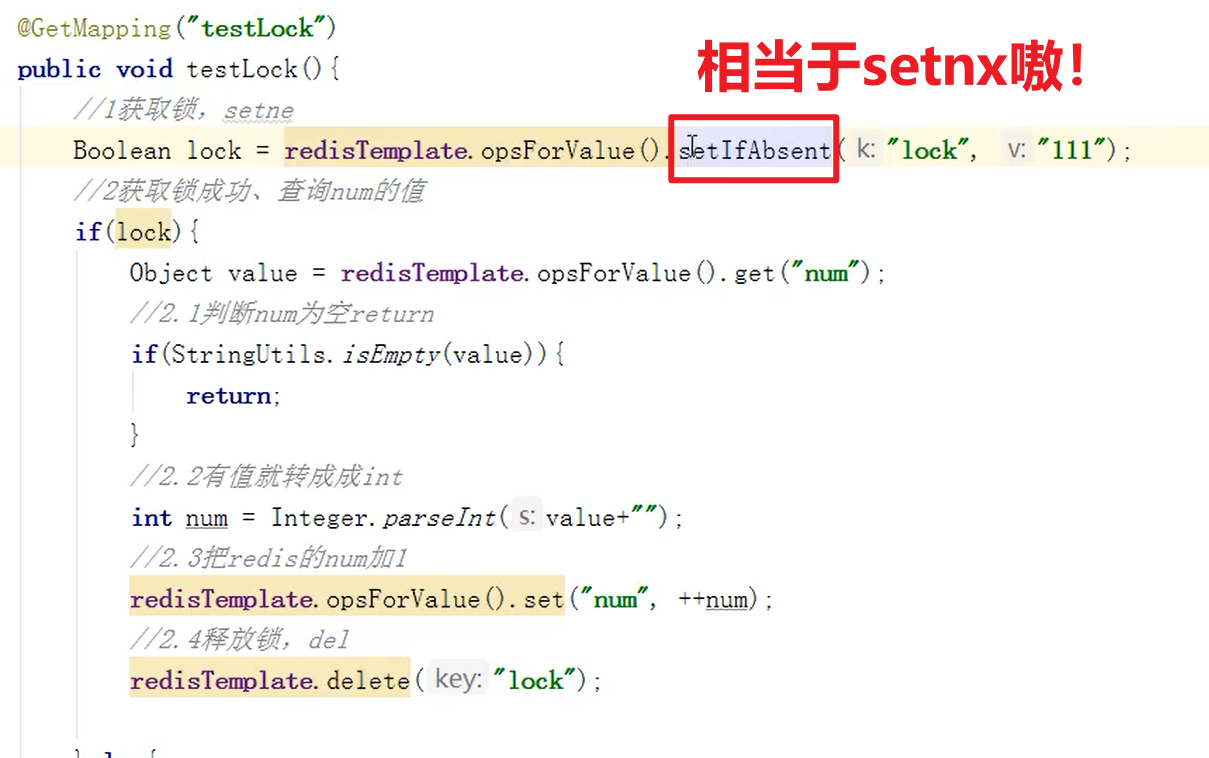 @GetMapping("testLock")
public void testLock(){
相当于setnx嗷！
//1获取锁，setne
Boolean lock = redisTemplate.opsForValue().setIfAbsent( k: "lock", v: "111");
//2获取锁成功、查询num的值
if(lock){
Object value = redisTemplate.opsForValue().get("num");
//2.1判断num为空return
if(StringUtils.isEmpty(value)){
return;
}
//2.2有值就转成成int
int num = Integer.parseInt( s: value+"");
//2.3把redis的num加1
redisTemplate.opsForValue().set("num", ++num);
//2.4释放锁，del
redisTemplate.delete( key: "lock");